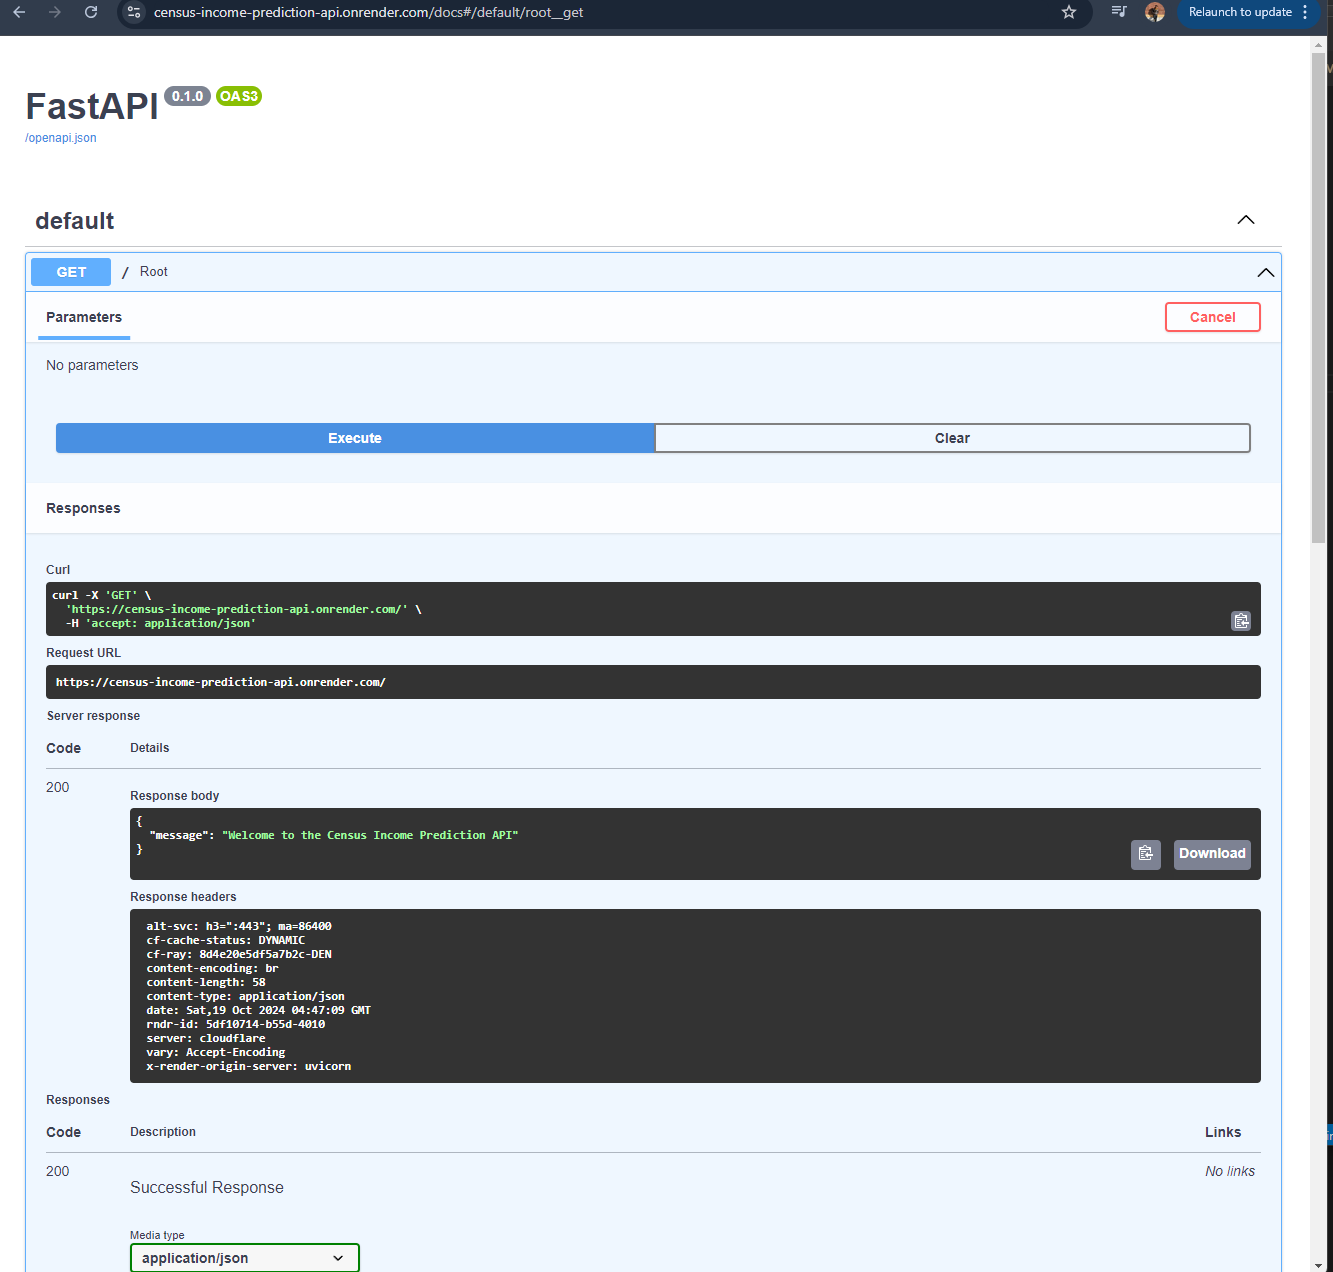 census-income-prediction-api.onrender.com/docs#/default/root__get
Relaunch to update
FastAPI 0.1.0 OAS3
/openapi.json
default
GET / Root
Parameters
Cancel
No parameters
Execute
Clear
Responses
Curl
curl -X 'GET' \
'https://census-income-prediction-api.onrender.com/' \
-H 'accept: application/json'
Request URL
https://census-income-prediction-api.onrender.com/
Server response
Code Details
200
Response body
{
"message": "Welcome to the Census Income Prediction API"
}
Download
Response headers
alt-svc: h3=":443"; ma=86400
cf-cache-status: DYNAMIC
cf-ray: 8d4e20e5df5a7b2c-DEN
content-encoding: br
content-length: 58
content-type: application/json
date: Sat,19 Oct 2024 04:47:09 GMT
rndr-id: 5df10714-b55d-4010
server: cloudflare
vary: Accept-Encoding
x-render-origin-server: uvicorn
Responses
Code Description Links
200 No links
Successful Response
Media type
application/json